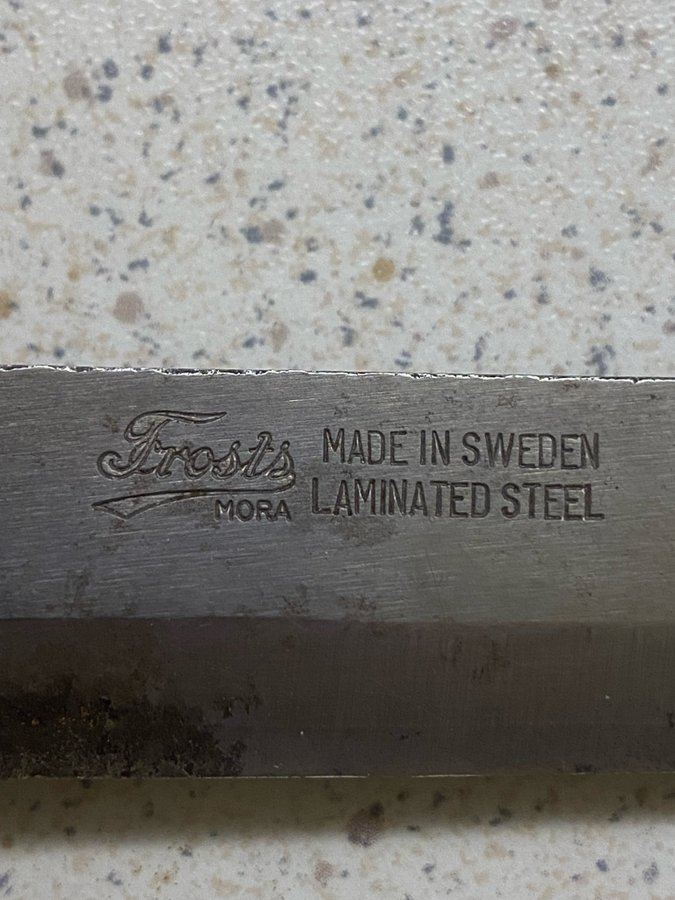 Frosts
MORA
MADE IN SWEDEN
LAMINATED STEEL